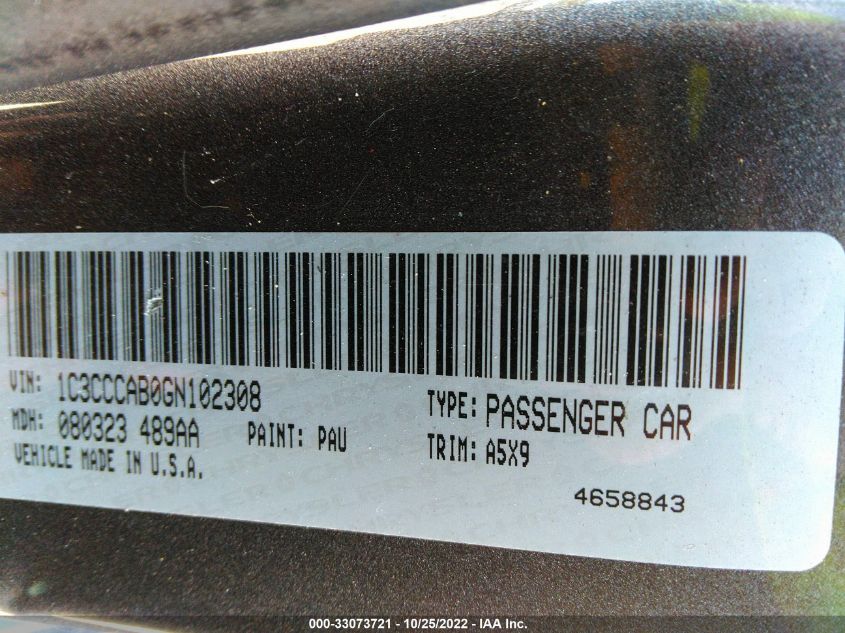 VIN: 1C3CCCAB0GN102308
TYPE: PASSENGER CAR
MDH: 080323 489AA
PAINT: PAU
TRIM: A5X9
VEHICLE MADE IN U.S.A.
4658843
000-33073721 - 10/25/2022 - IAA Inc.